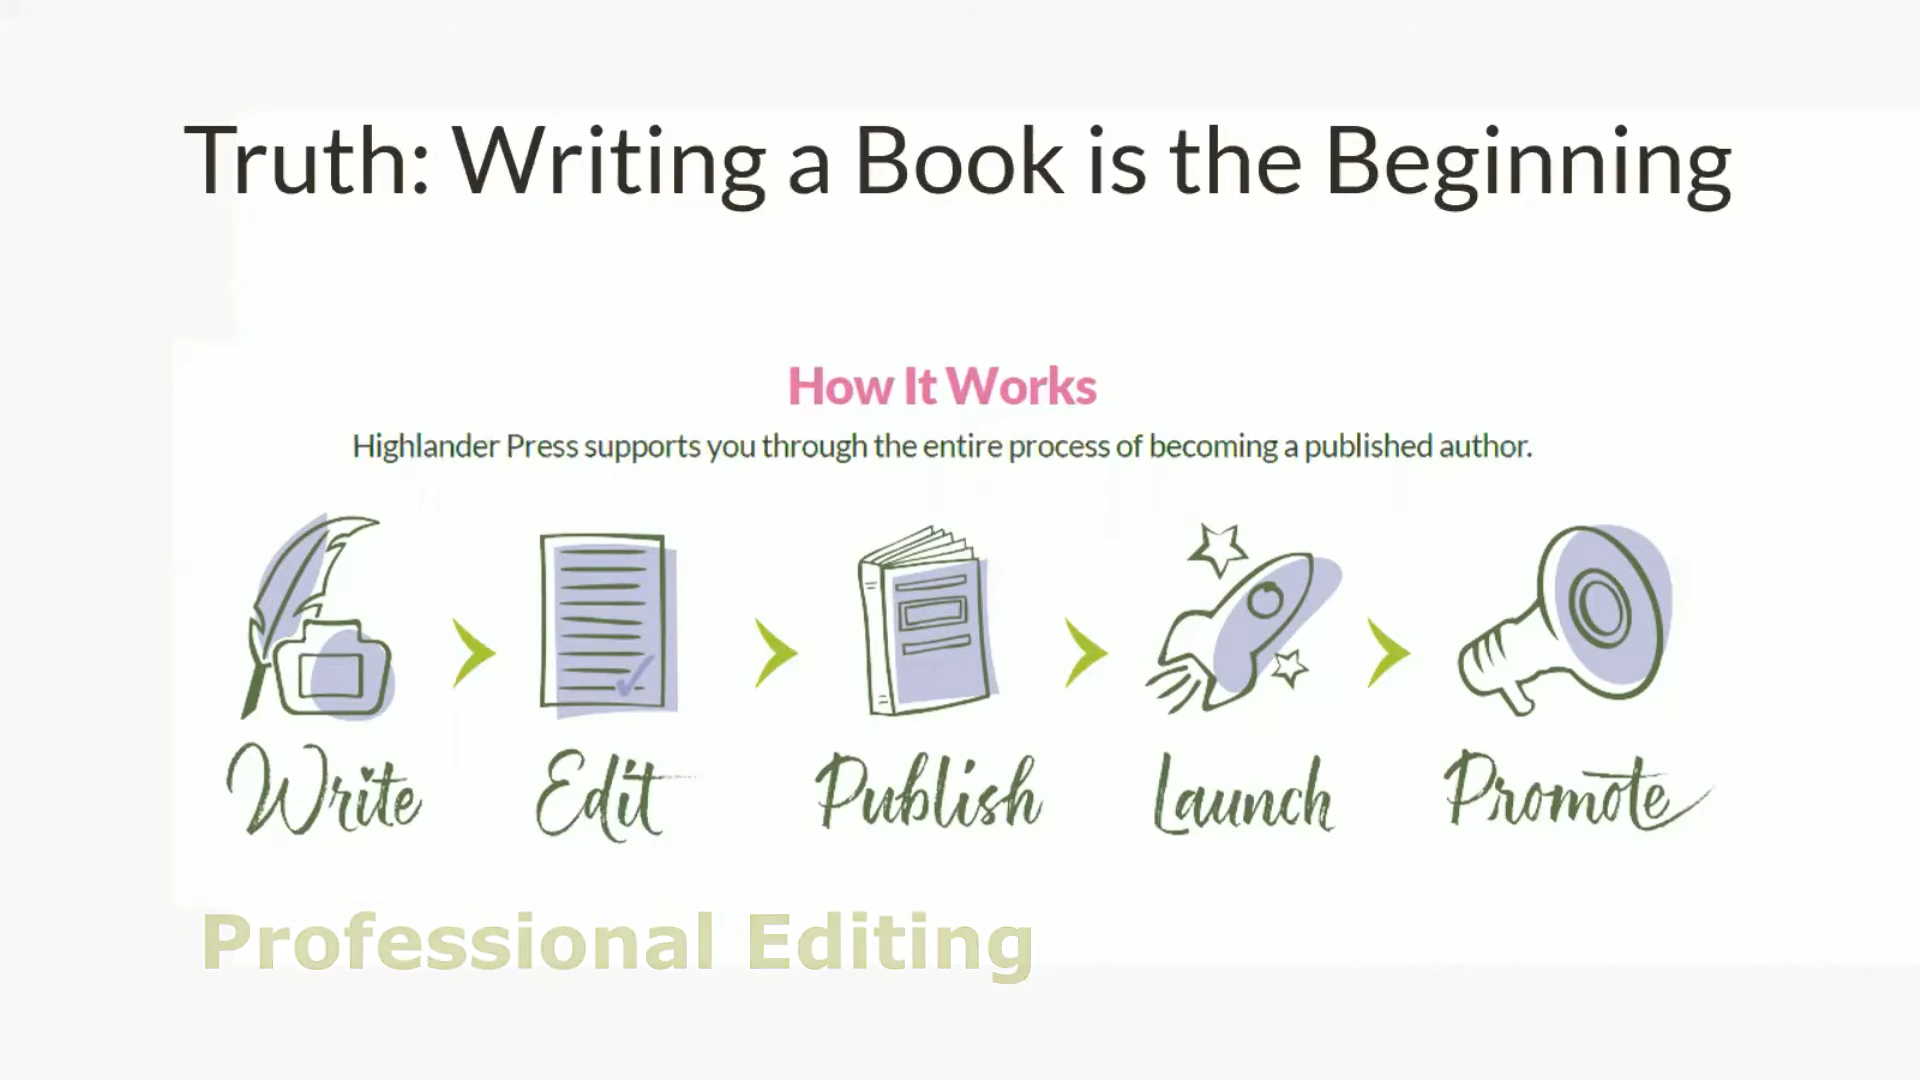 Truth: Writing a Book is the Beginning
How It Works
Highlander Press supports you through the entire process of becoming a published author.
Write
Edit
Publish
Launch
Promote
Professional Editing